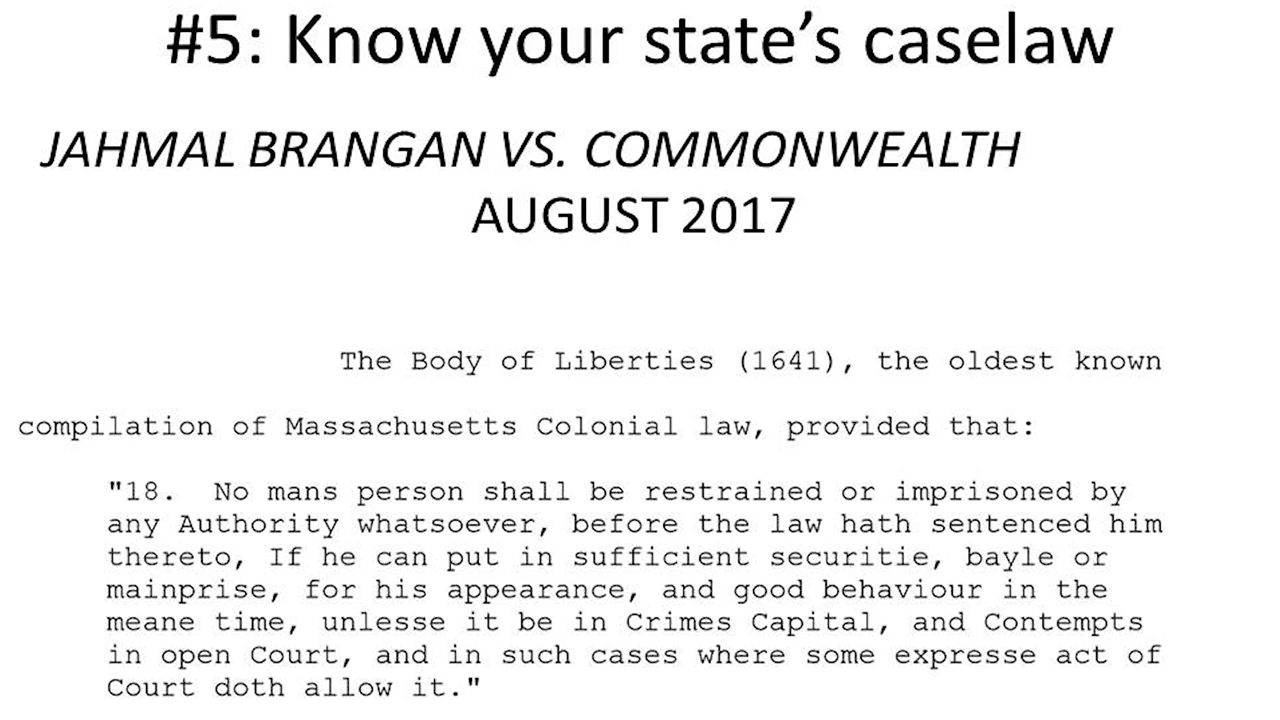 #5: Know your state’s caselaw
JAHMAL BRANGAN VS. COMMONWEALTH
AUGUST 2017
The Body of Liberties (1641), the oldest known
compilation of Massachusetts Colonial law, provided that:
"18. No mans person shall be restrained or imprisoned by
any Authority whatsoever, before the law hath sentenced him
thereto, If he can put in sufficient securitie, bayle or
mainprise, for his appearance, and good behaviour in the
meane time, unlesse it be in Crimes Capital, and Contempts
in open Court, and in such cases where some expresse act of
Court doth allow it."